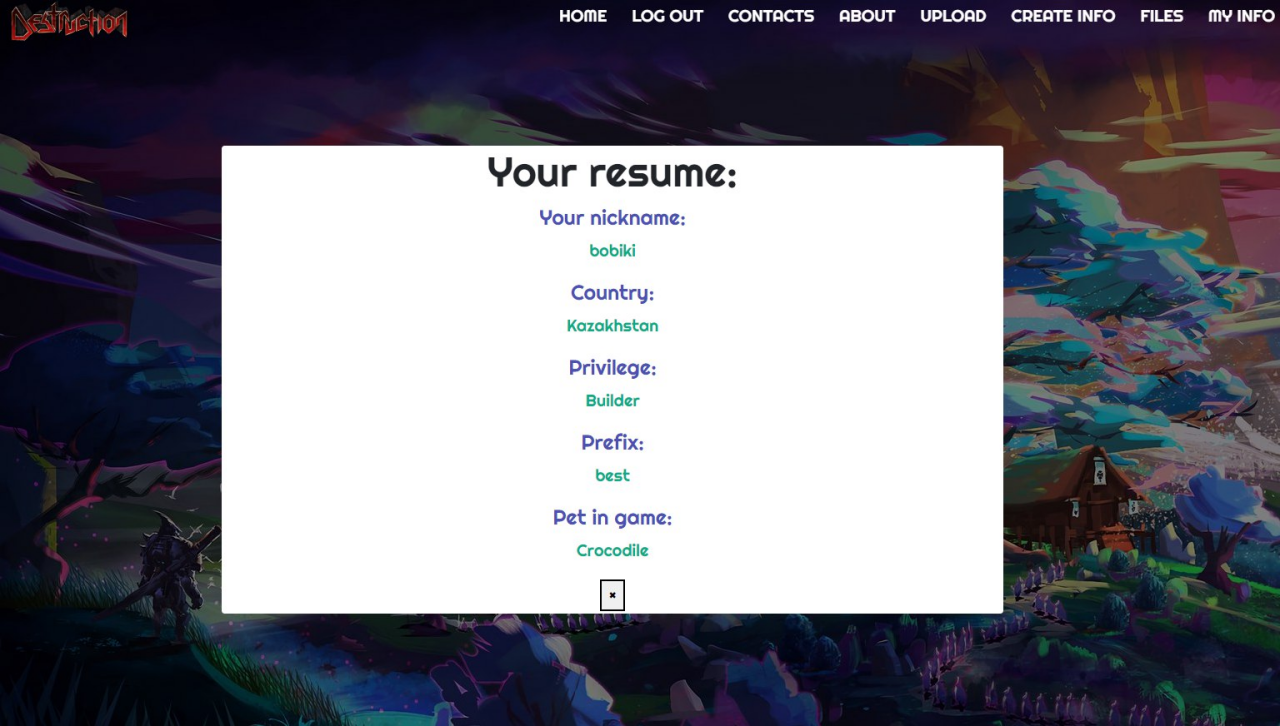 Destruction
HOME LOG OUT CONTACTS ABOUT UPLOAD CREATE INFO FILES MY INFO
Your resume:
Your nickname:
bobiki
Country:
Kazakhstan
Privilege:
Builder
Prefix:
best
Pet in game:
Crocodile
×